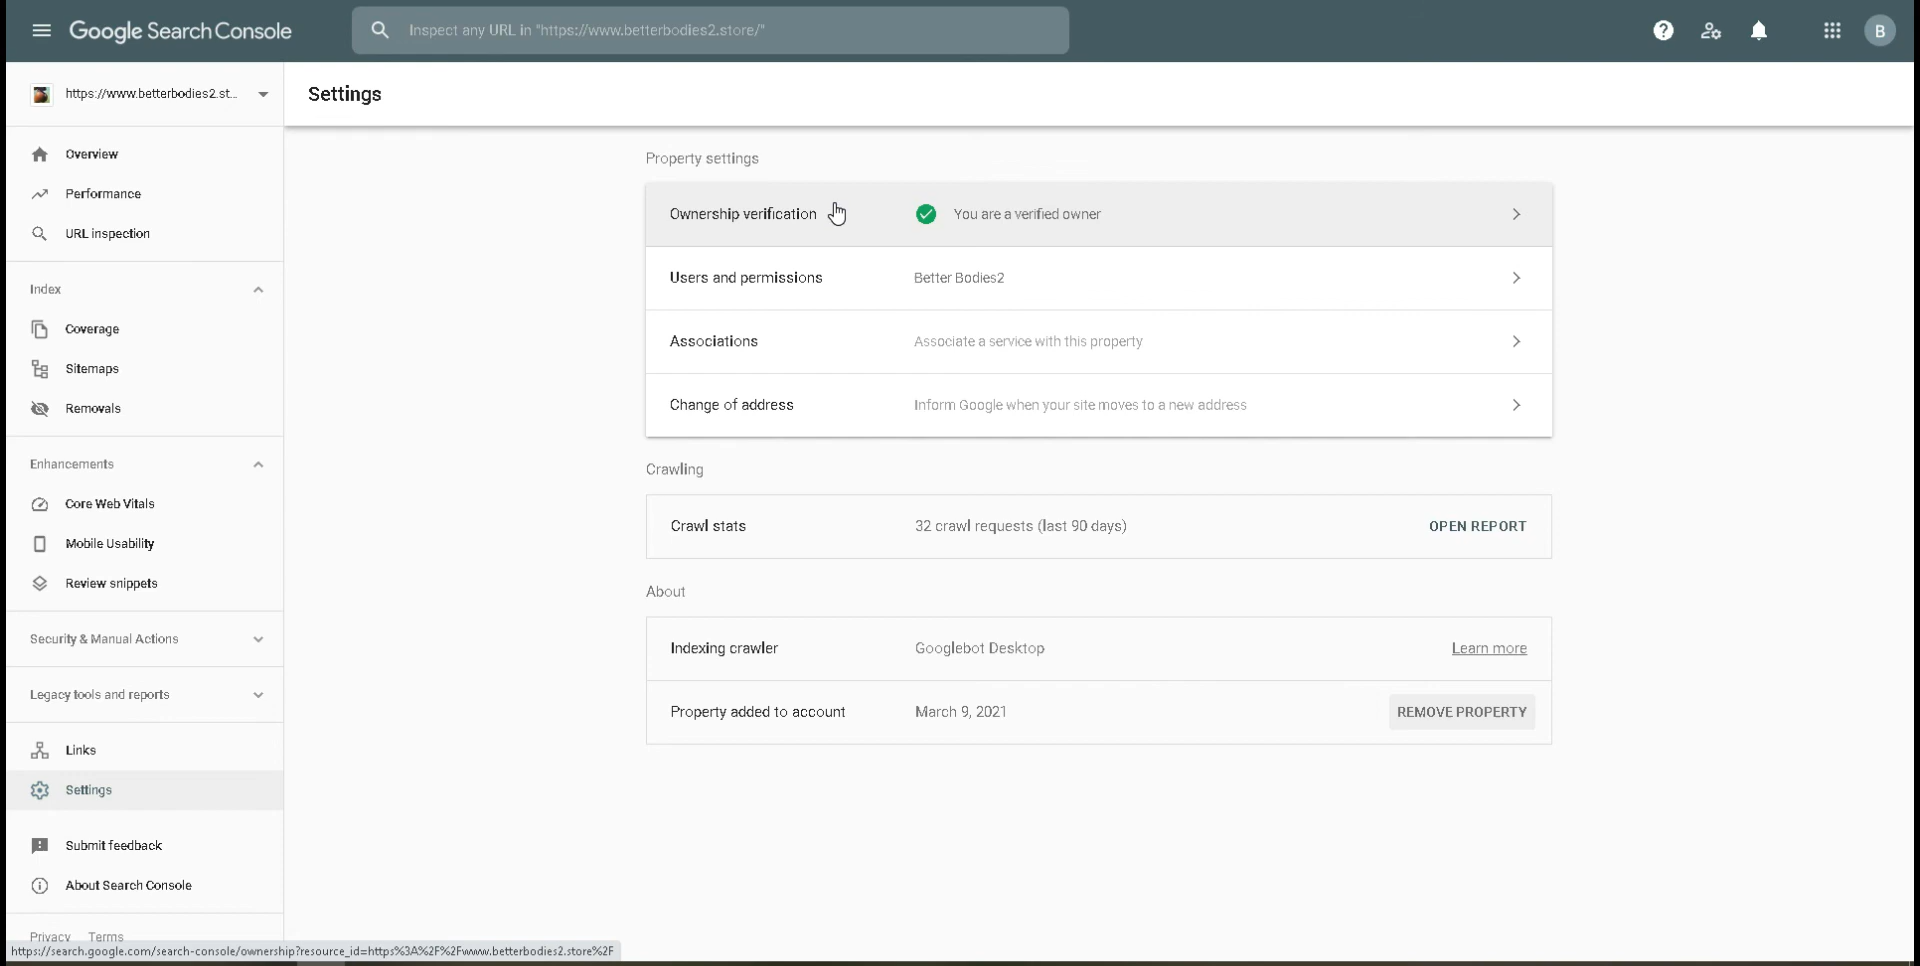 Google Search Console
Inspect any URL in "https://www.betterbodies2.store/"
B
https://www.betterbodies2.st...
Settings
Overview
Performance
URL inspection
Index
Coverage
Sitemaps
Removals
Enhancements
Core Web Vitals
Mobile Usability
Review snippets
Security & Manual Actions
Legacy tools and reports
Links
Settings
Submit feedback
About Search Console
Privacy Terms
https://search.google.com/search-console/ownership?resource_id=https%3A%2F%2Fwww.betterbodies2.store%2F
Property settings
Ownership verification You are a verified owner
Users and permissions Better Bodies2
Associations Associate a service with this property
Change of address Inform Google when your site moves to a new address
Crawling
Crawl stats 32 crawl requests (last 90 days) OPEN REPORT
About
Indexing crawler Googlebot Desktop Learn more
Property added to account March 9, 2021 REMOVE PROPERTY